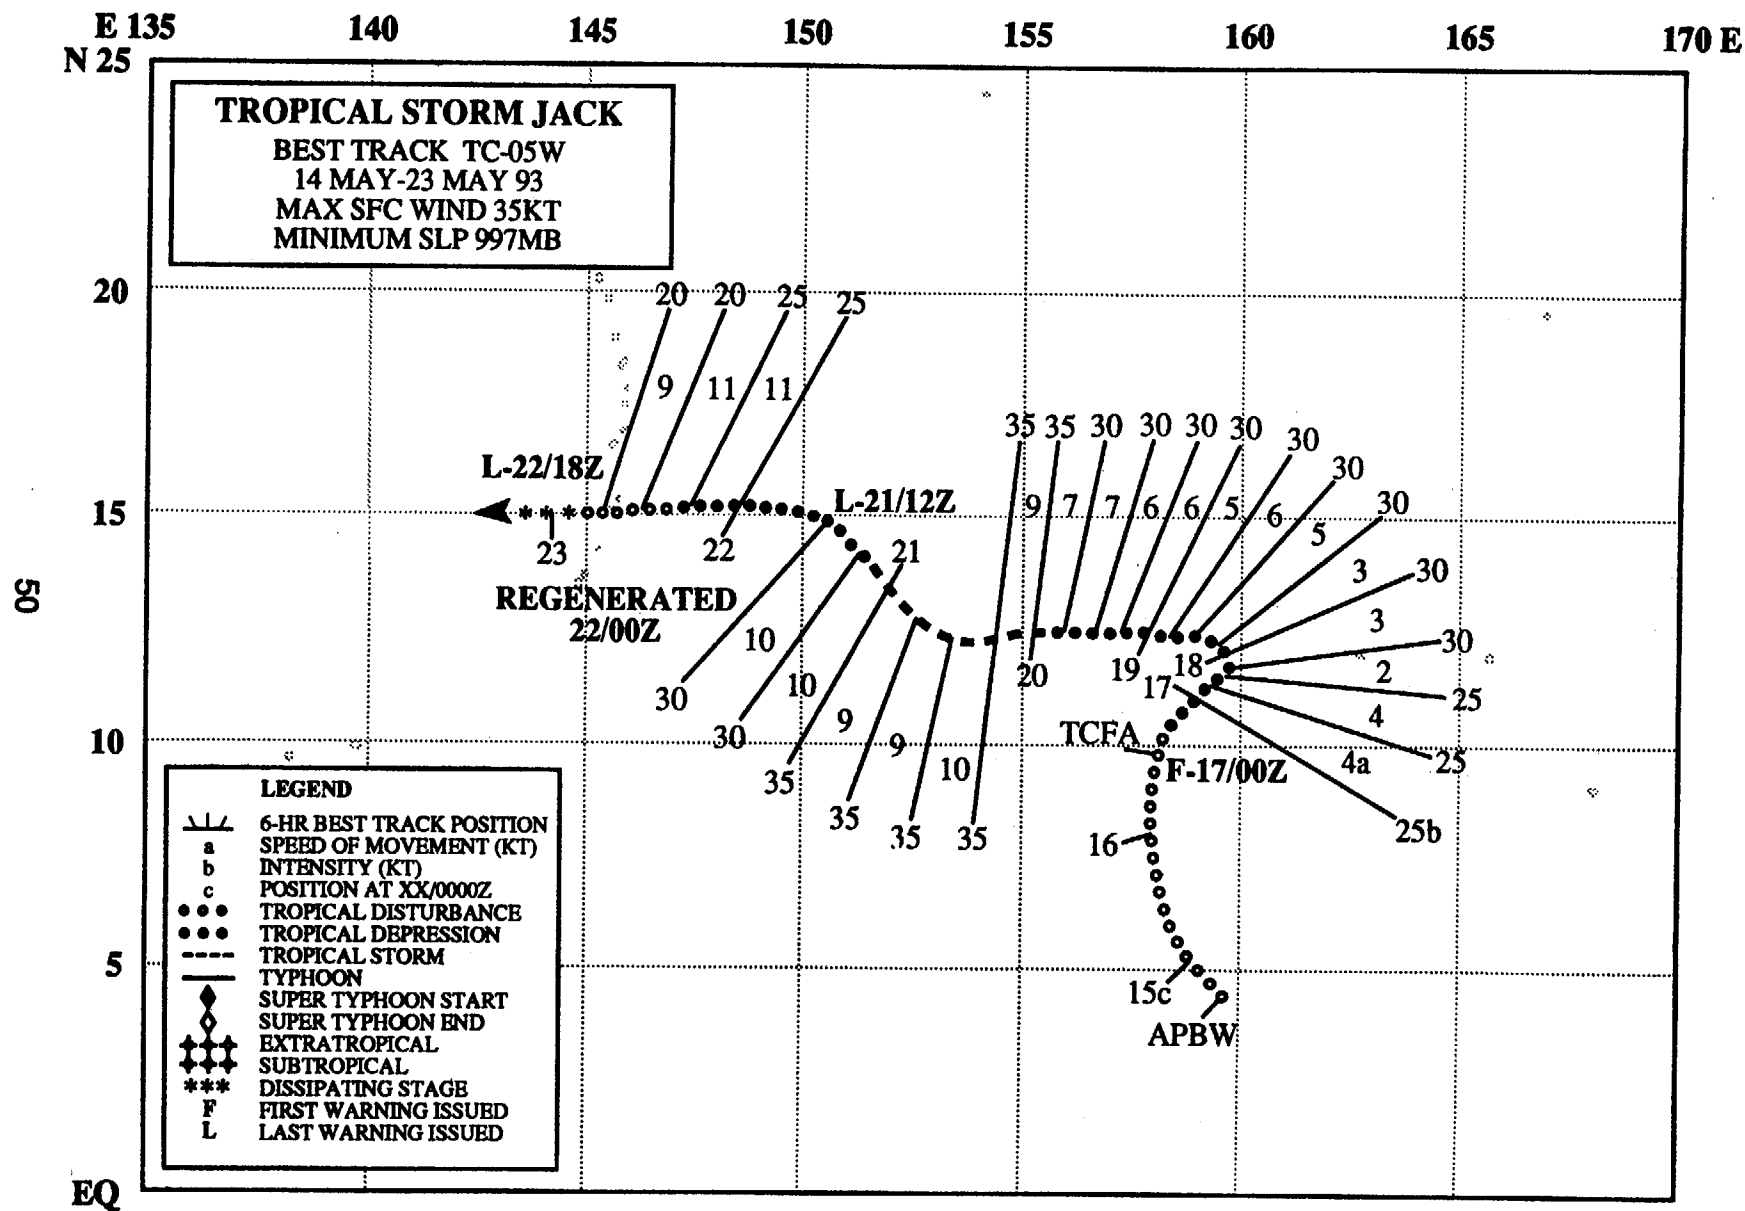 E 135 140 145 150 155 160 165 170 E
N 25
TROPICAL STORM JACK
BEST TRACK TC-05W
14 MAY-23 MAY 93
MAX SFC WIND 35KT
MINIMUM SLP 997MB
20
20 20 25 25
9 11 11
35 35 30 30 30 30 30 30 30 30 30 25 25 25b
9 7 7 6 6 5 6 5 3 3 2 4 4a
L-22/18Z
L-21/12Z
15
23
22
21
REGENERATED
22/00Z
20
19
18
17
30 30 35 35 35 35
10 10 9 9 10
10
TCFA
F-17/00Z
16
5
15c
APBW
EQ
50
LEGEND
6-HR BEST TRACK POSITION
a SPEED OF MOVEMENT (KT)
b INTENSITY (KT)
c POSITION AT XX/0000Z
TROPICAL DISTURBANCE
TROPICAL DEPRESSION
TROPICAL STORM
TYPHOON
SUPER TYPHOON START
SUPER TYPHOON END
EXTRATROPICAL
SUBTROPICAL
*** DISSIPATING STAGE
F FIRST WARNING ISSUED
L LAST WARNING ISSUED